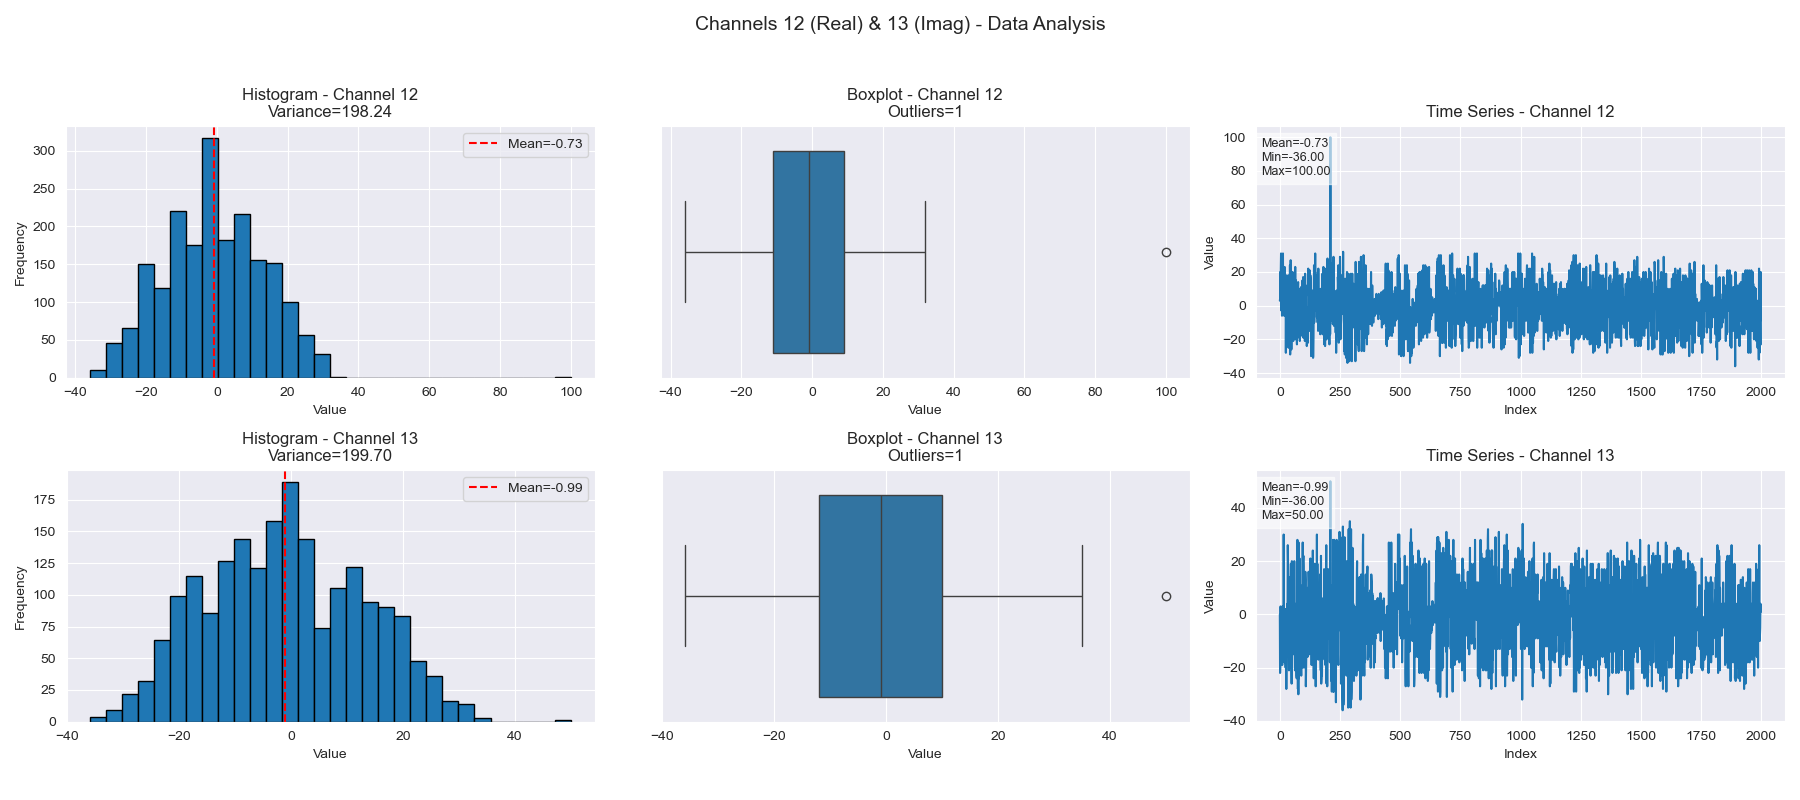 Channels 12 (Real) & 13 (Imag) - Data Analysis
Histogram - Channel 12
Variance=198.24
Mean=-0.73
Frequency
300
250
200
150
100
50
0
−40 −20 0 20 40 60 80 100
Value
Boxplot - Channel 12
Outliers=1
−40 −20 0 20 40 60 80 100
Value
Time Series - Channel 12
Mean=-0.73
Min=-36.00
Max=100.00
Value
100
80
60
40
20
0
−20
−40
0 250 500 750 1000 1250 1500 1750 2000
Index
Histogram - Channel 13
Variance=199.70
Mean=-0.99
Frequency
175
150
125
100
75
50
25
0
−40 −20 0 20 40
Value
Boxplot - Channel 13
Outliers=1
−40 −20 0 20 40
Value
Time Series - Channel 13
Mean=-0.99
Min=-36.00
Max=50.00
Value
40
20
0
−20
−40
0 250 500 750 1000 1250 1500 1750 2000
Index